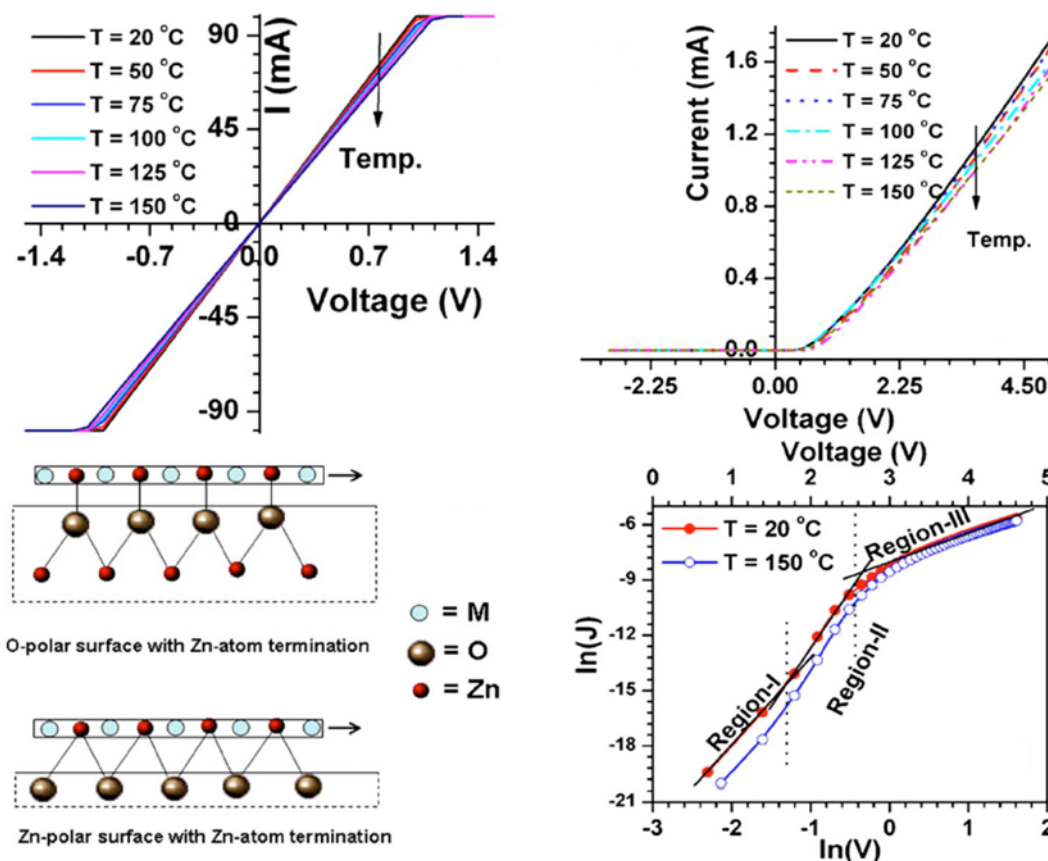 T = 20 °C
T = 50 °C
T = 75 °C
T = 100 °C
T = 125 °C
T = 150 °C
I (mA)
90
45
0
-45
-90
Temp.
-1.4 -0.7 0.0 0.7 1.4
Voltage (V)
T = 20 °C
T = 50 °C
T = 75 °C
T = 100 °C
T = 125 °C
T = 150 °C
Current (mA)
1.6
1.2
0.8
0.4
0.0
Temp.
-2.25 0.00 2.25 4.50
Voltage (V)
O-polar surface with Zn-atom termination
= M
= O
= Zn
Zn-polar surface with Zn-atom termination
Voltage (V)
0 1 2 3 4 5
T = 20 °C
T = 150 °C
Region-I
Region-II
Region-III
ln(J)
-6
-9
-12
-15
-18
-21
-3 -2 -1 0 1 2
ln(V)